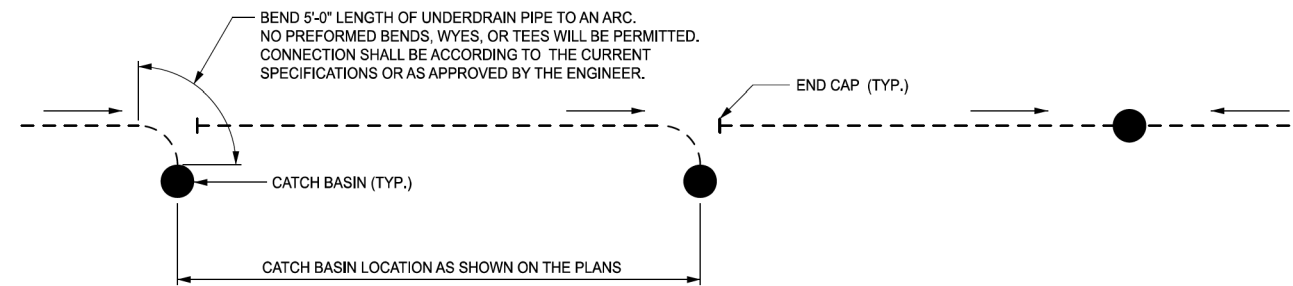 BEND 5'-0" LENGTH OF UNDERDRAIN PIPE TO AN ARC.
NO PREFORMED BENDS, WYES, OR TEES WILL BE PERMITTED.
CONNECTION SHALL BE ACCORDING TO THE CURRENT
SPECIFICATIONS OR AS APPROVED BY THE ENGINEER.
END CAP (TYP.)
CATCH BASIN (TYP.)
CATCH BASIN LOCATION AS SHOWN ON THE PLANS